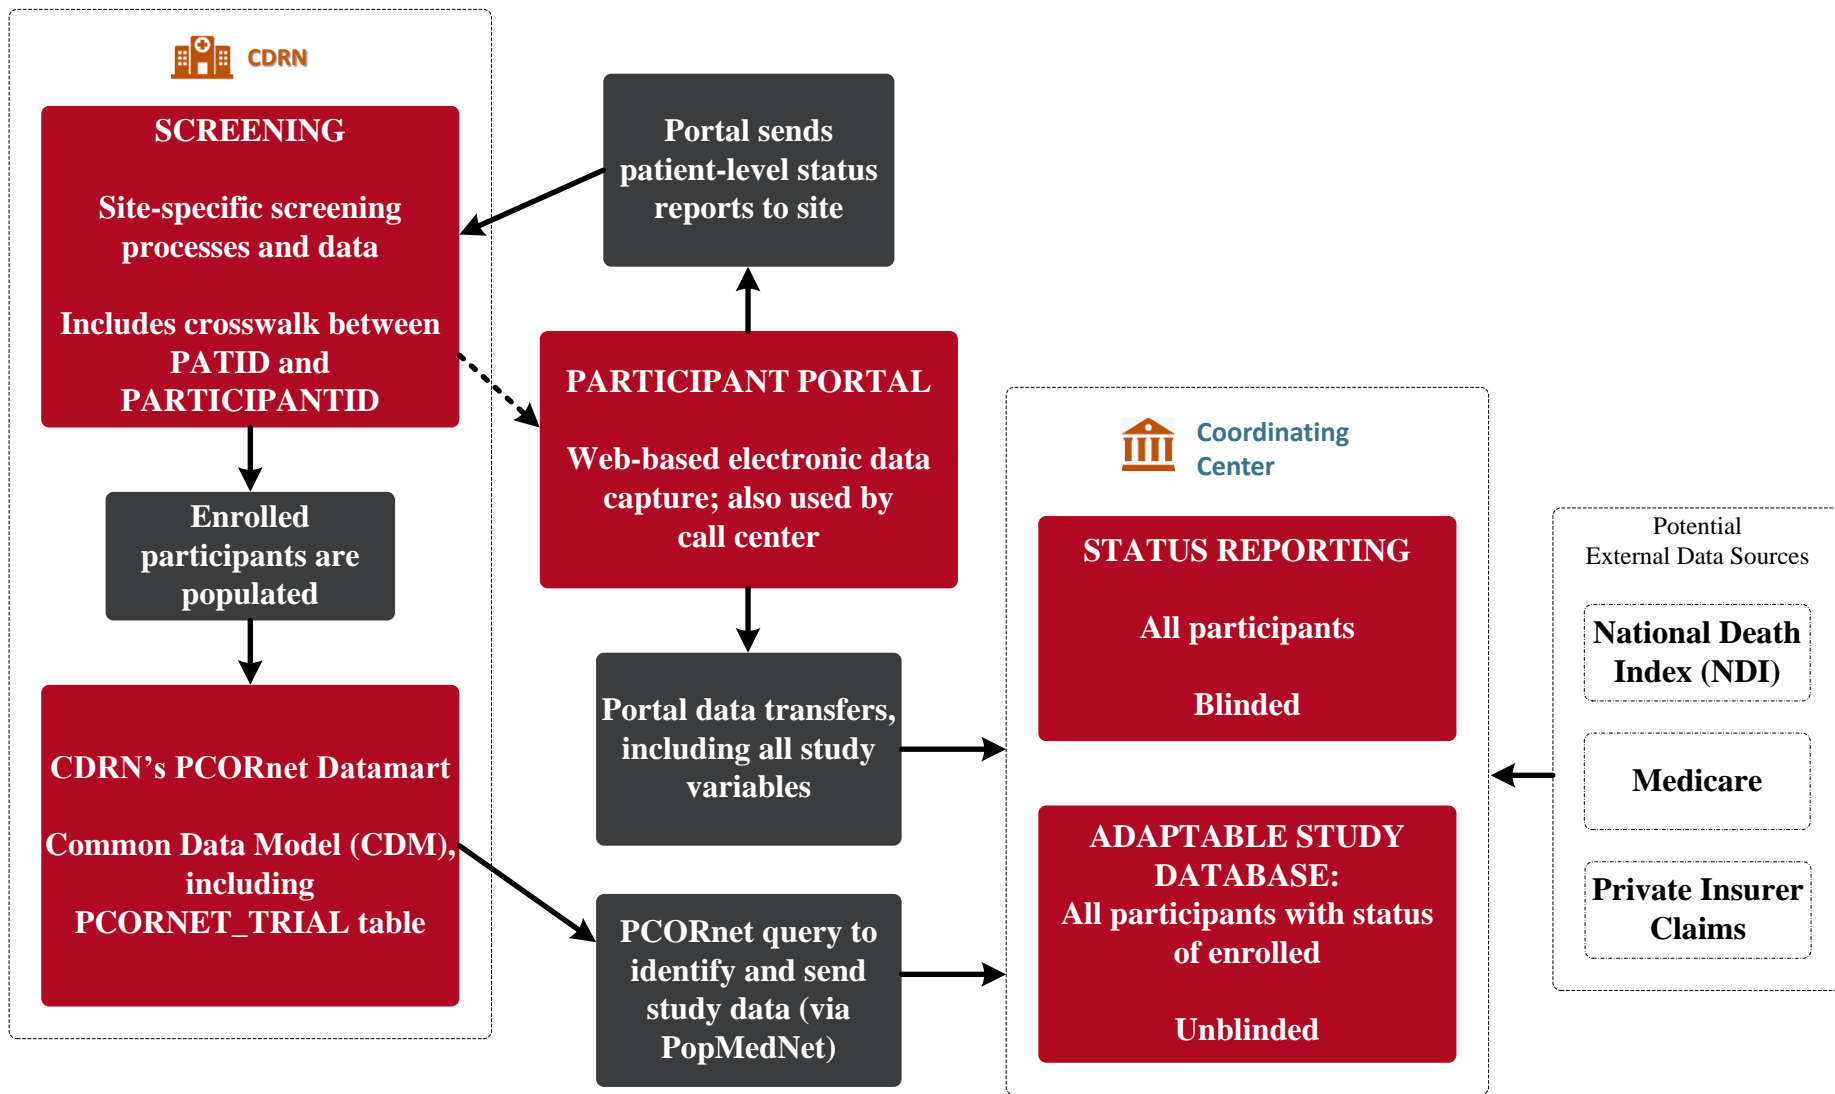 CDRN
SCREENING
Site-specific screening
processes and data
Includes crosswalk between
PATID and
PARTICIPANTID
Enrolled
participants are
populated
CDRN’s PCORnet Datamart
Common Data Model (CDM),
including
PCORNET_TRIAL table
Portal sends
patient-level status
reports to site
PARTICIPANT PORTAL
Web-based electronic data
capture; also used by
call center
Portal data transfers,
including all study
variables
PCORnet query to
identify and send
study data (via
PopMedNet)
Coordinating
Center
STATUS REPORTING
All participants
Blinded
ADAPTABLE STUDY
DATABASE:
All participants with status
of enrolled
Unblinded
Potential
External Data Sources
National Death
Index (NDI)
Medicare
Private Insurer
Claims